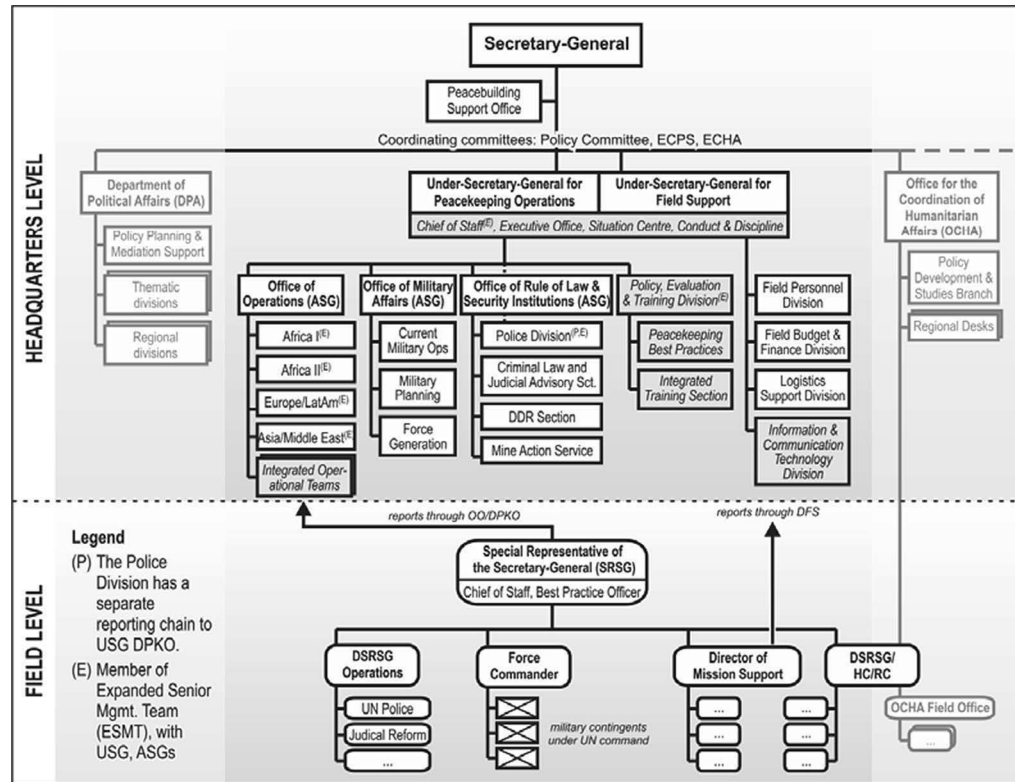 Secretary-General
Peacebuilding
Support Office
Coordinating committees: Policy Committee, ECPS, ECHA
HEADQUARTERS LEVEL
Department of
Political Affairs (DPA)
Policy Planning &
Mediation Support
Thematic
divisions
Regional
divisions
Under-Secretary-General for
Peacekeeping Operations
Under-Secretary-General for
Field Support
Chief of Staff(E), Executive Office, Situation Centre, Conduct & Discipline
Office for the
Coordination of
Humanitarian
Affairs (OCHA)
Policy
Development &
Studies Branch
Regional Desks
Office of
Operations (ASG)
Africa I(E)
Africa II(E)
Europe/LatAm(E)
Asia/Middle East(E)
Integrated Oper-
ational Teams
Office of Military
Affairs (ASG)
Current
Military Ops
Military
Planning
Force
Generation
Office of Rule of Law &
Security Institutions (ASG)
Police Division(P,E)
Criminal Law and
Judicial Advisory Sct.
DDR Section
Mine Action Service
Policy, Evaluation
& Training Division(E)
Peacekeeping
Best Practices
Integrated
Training Section
Field Personnel
Division
Field Budget &
Finance Division
Logistics
Support Division
Information &
Communication
Technology
Division
FIELD LEVEL
reports through OO/DPKO
reports through DFS
Legend
(P) The Police
Division has a
separate
reporting chain to
USG DPKO.
(E) Member of
Expanded Senior
Mgmt. Team
(ESMT), with
USG, ASGs
Special Representative of
the Secretary-General (SRSG)
Chief of Staff, Best Practice Officer
DSRSG
Operations
UN Police
Judical Reform
...
Force
Commander
military contingents
under UN command
Director of
Mission Support
...
...
...
DSRSG/
HC/RC
...
...
...
OCHA Field Office
...